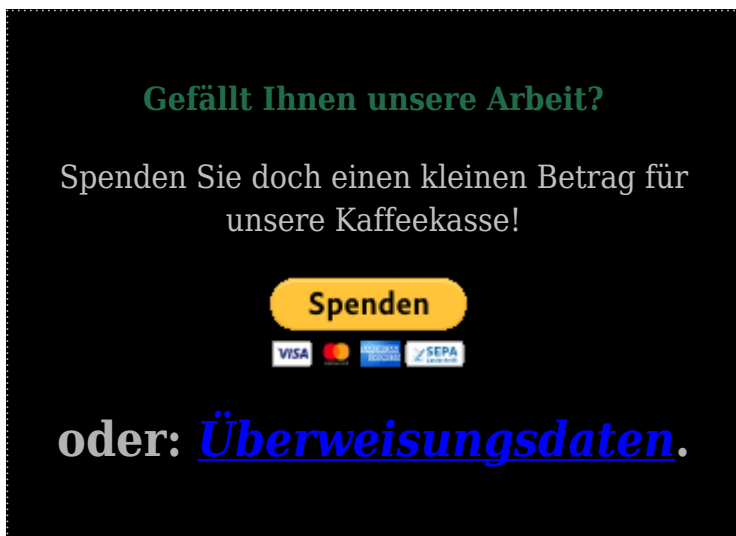 Gefällt Ihnen unsere Arbeit?
Spenden Sie doch einen kleinen Betrag für
unsere Kaffeekasse!
Spenden
VISA SEPA
oder: Überweisungsdaten.